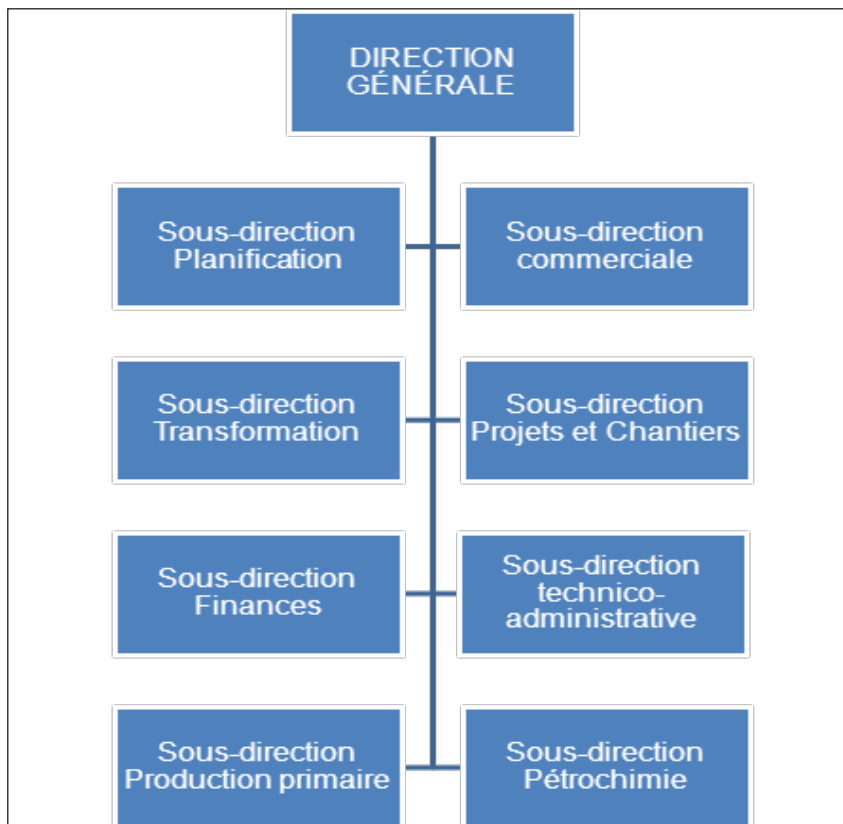 DIRECTION
GÉNÉRALE
Sous-direction
Planification
Sous-direction
commerciale
Sous-direction
Transformation
Sous-direction
Projets et Chantiers
Sous-direction
Finances
Sous-direction
technico-
administrative
Sous-direction
Production primaire
Sous-direction
Pétrochimie